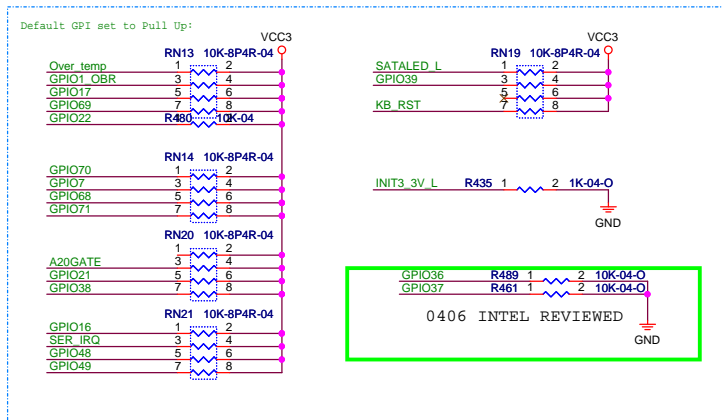 Default GPI set to Pull Up:
VCC3
RN13 10K-8P4R-04
Over_temp 1 2
GPIO1_OBR 3 4
GPIO17 5 6
GPIO69 7 8
GPIO22 R480 10K-04
RN14 10K-8P4R-04
GPIO70 1 2
GPIO7 3 4
GPIO68 5 6
GPIO71 7 8
RN20 10K-8P4R-04
1 2
A20GATE 3 4
GPIO21 5 6
GPIO38 7 8
RN21 10K-8P4R-04
GPIO16 1 2
SER_IRQ 3 4
GPIO48 5 6
GPIO49 7 8
VCC3
RN19 10K-8P4R-04
SATALED_L 1 2
GPIO39 3 4
5 6
KB_RST 7 8
INIT3_3V_L R435 1 2 1K-04-O
GND
GPIO36 R489 1 2 10K-04-O
GPIO37 R461 1 2 10K-04-O
0406 INTEL REVIEWED
GND